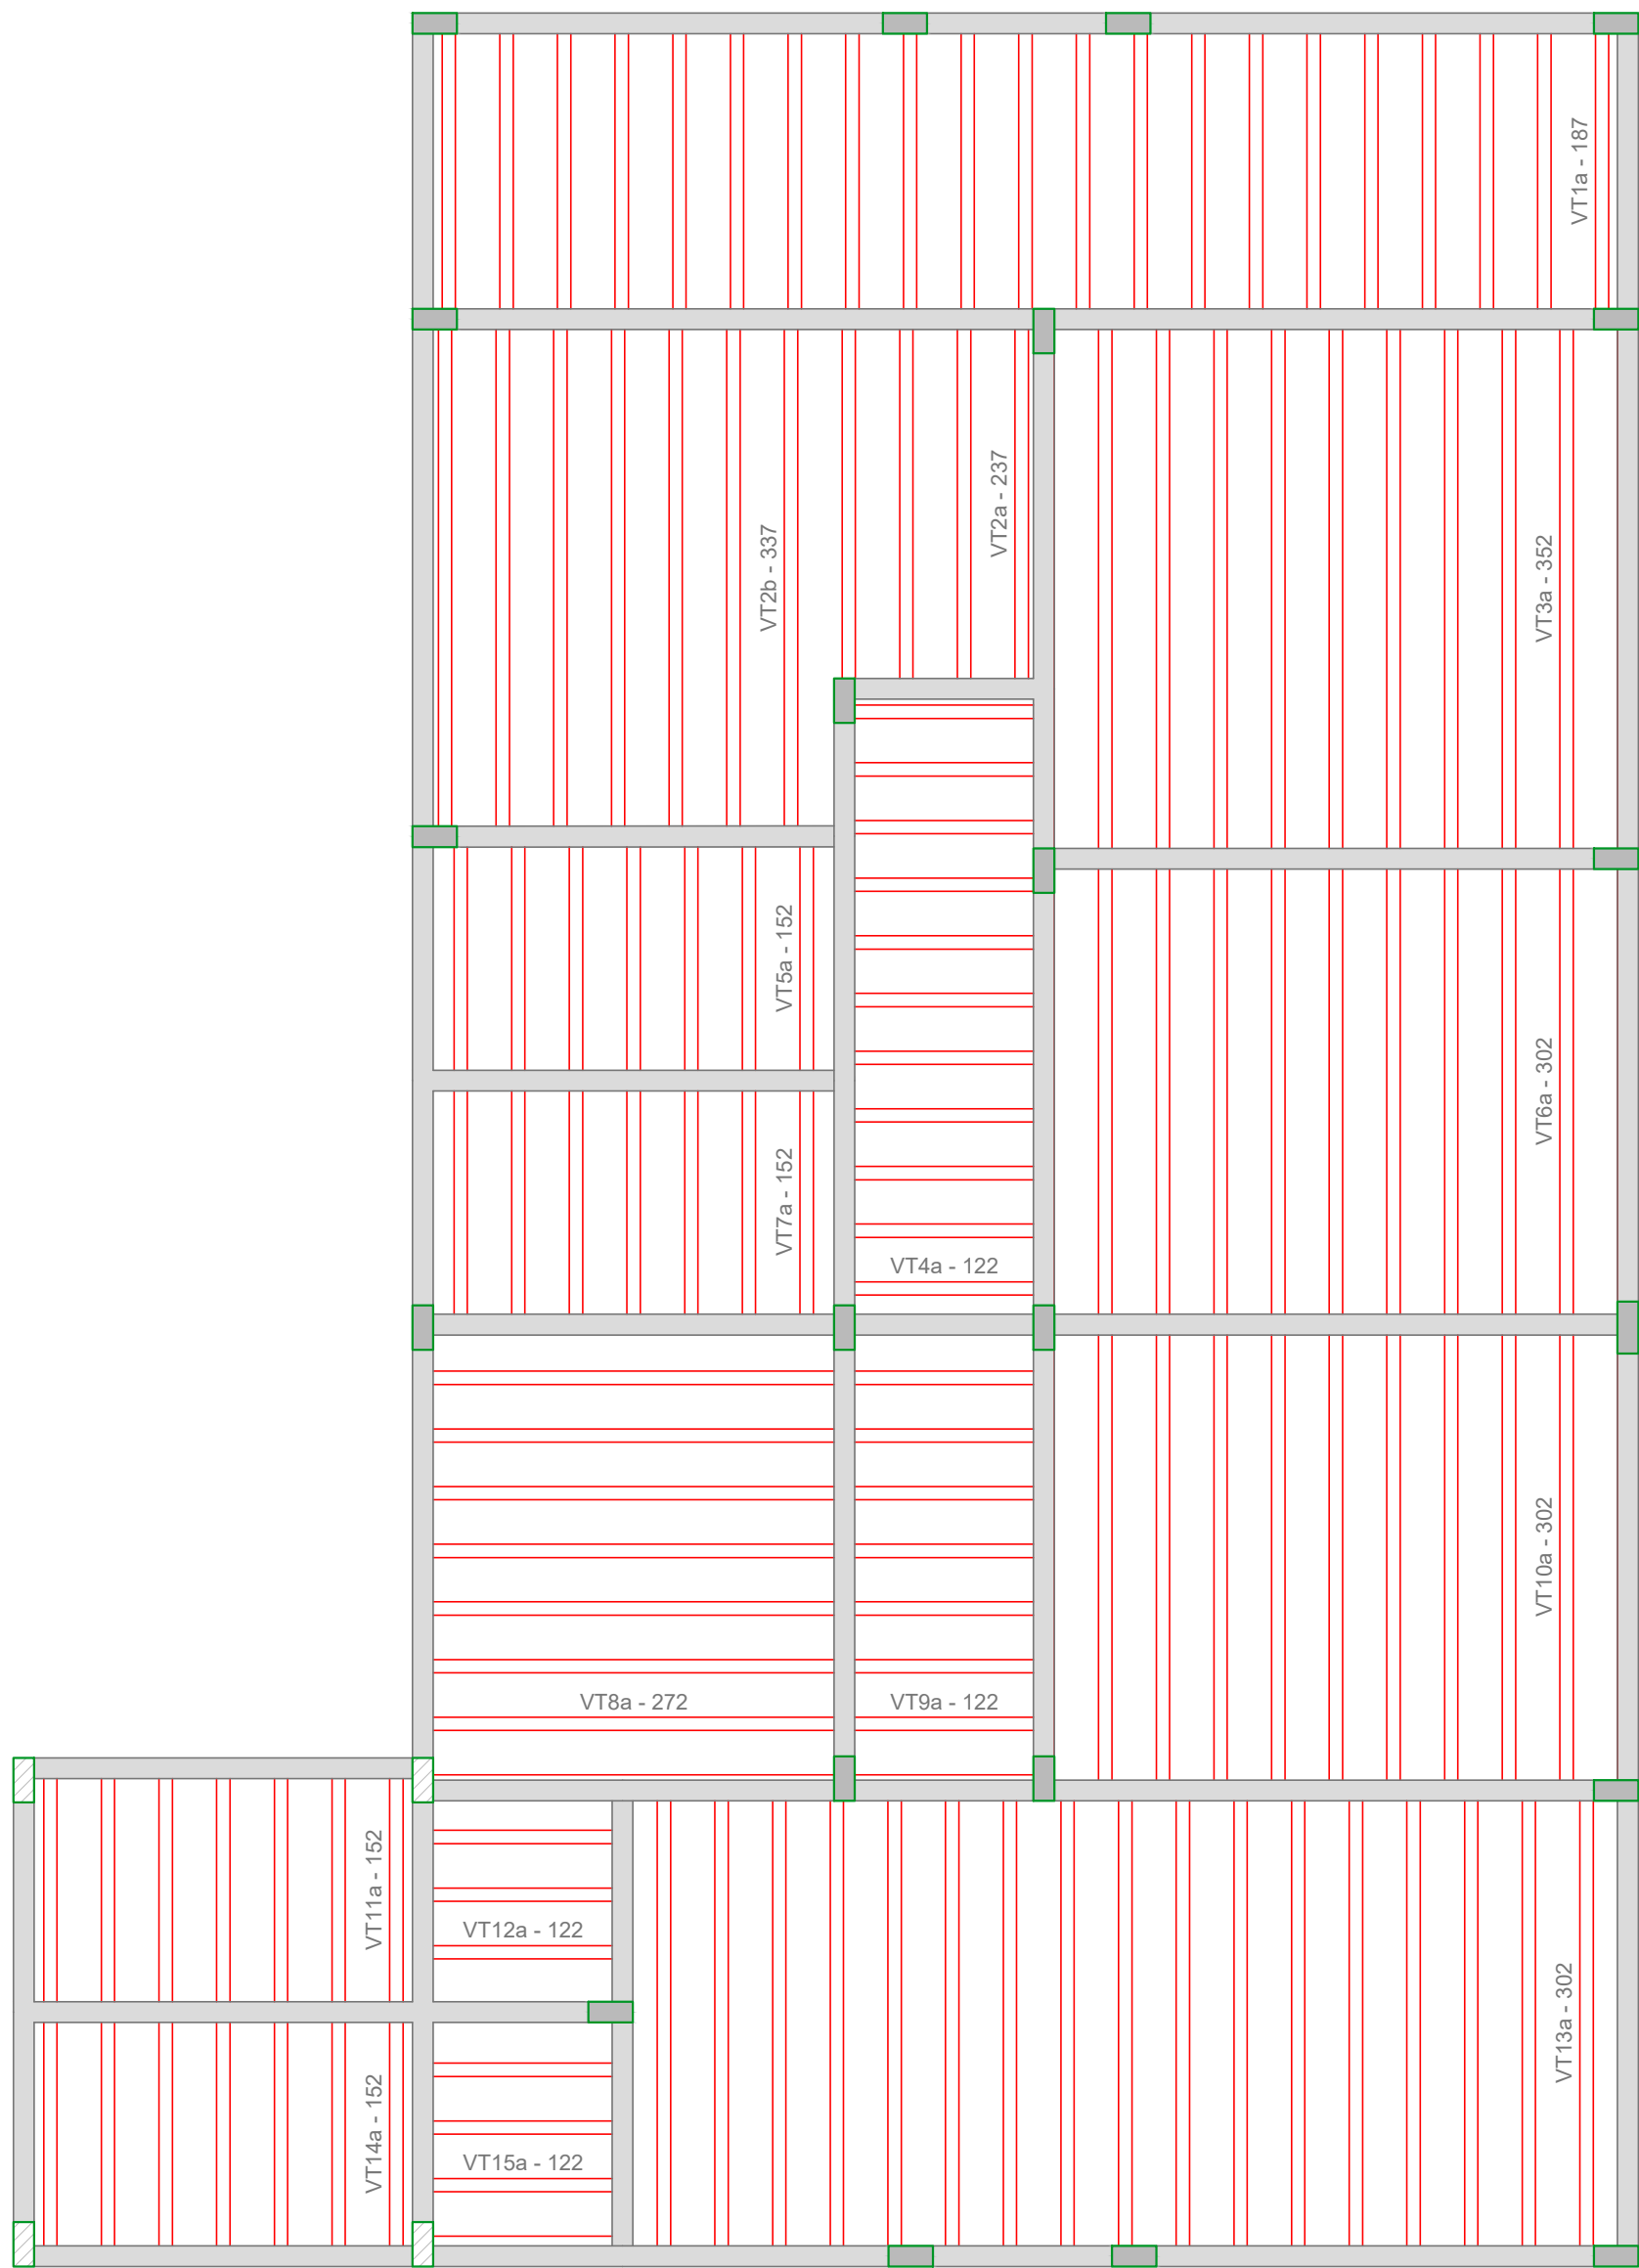 VT1a - 187
VT2a - 237
VT2b - 337
VT3a - 352
VT5a - 152
VT6a - 302
VT7a - 152
VT4a - 122
VT10a - 302
VT8a - 272
VT9a - 122
VT11a - 152
VT12a - 122
VT13a - 302
VT14a - 152
VT15a - 122